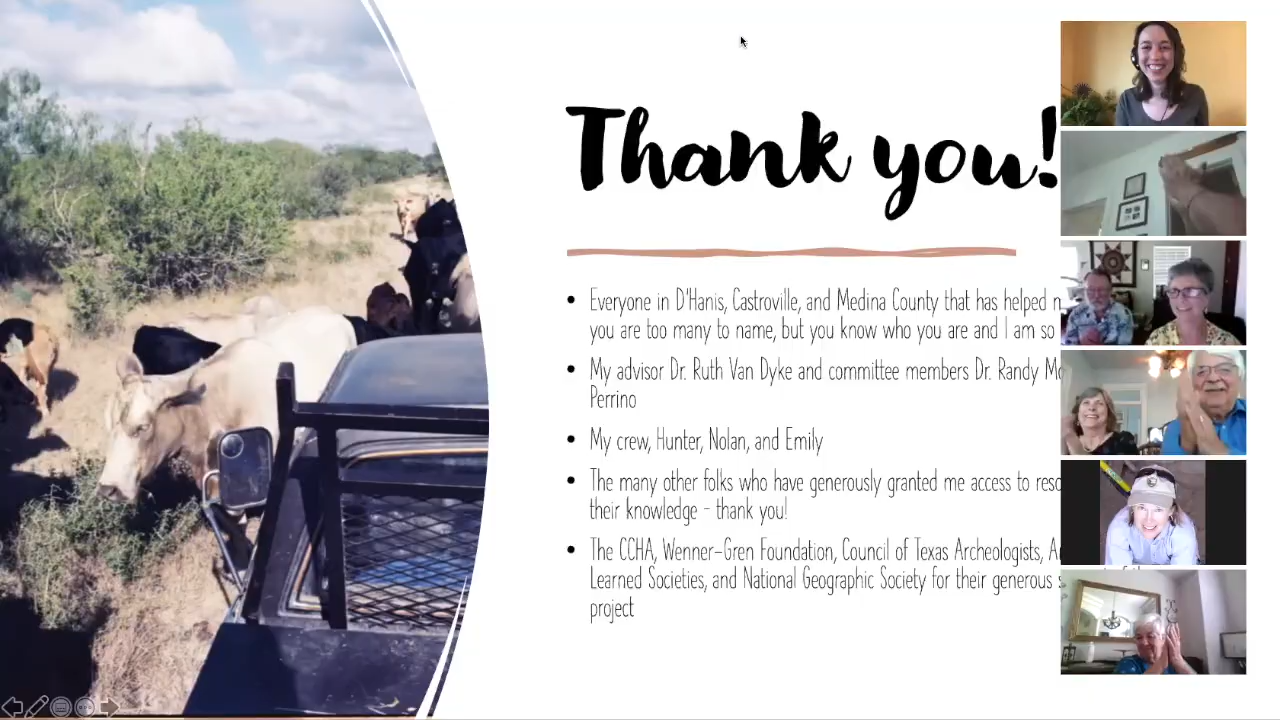 Thank you!
Everyone in D'Hanis, Castroville, and Medina County that has helped
you are too many to name, but you know who you are and I am so
My advisor Dr. Ruth Van Dyke and committee members Dr. Randy
Perrino
My crew, Hunter, Nolan, and Emily
The many other folks who have generously granted me access to
their knowledge - thank you!
The CCHA, Wenner-Gren Foundation, Council of Texas Archeologists,
Learned Societies, and National Geographic Society for their generous
project